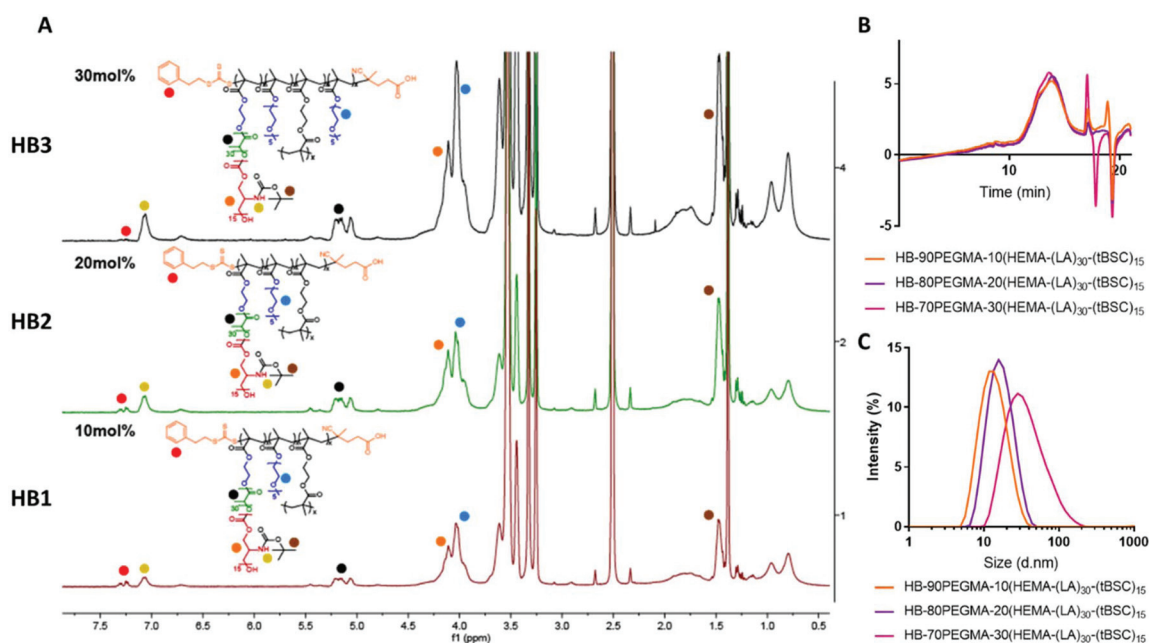 A
30mol%
HB3
20mol%
HB2
10mol%
HB1
4
2
1
7.5 7.0 6.5 6.0 5.5 5.0 4.5 4.0 3.5 3.0 2.5 2.0 1.5 1.0 0.5
f1 (ppm)
B
5
10 20
Time (min)
-5
HB-90PEGMA-10(HEMA-(LA)30-(tBSC)15
HB-80PEGMA-20(HEMA-(LA)30-(tBSC)15
HB-70PEGMA-30(HEMA-(LA)30-(tBSC)15
C
15
10
5
0
Intensity (%)
1 10 100 1000
Size (d.nm)
HB-90PEGMA-10(HEMA-(LA)30-(tBSC)15
HB-80PEGMA-20(HEMA-(LA)30-(tBSC)15
HB-70PEGMA-30(HEMA-(LA)30-(tBSC)15